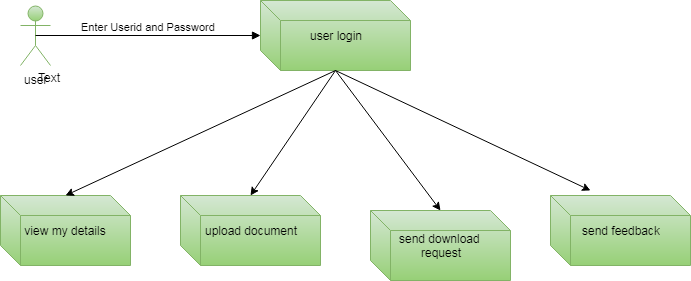 Enter Userid and Password
user login
Text
user
view my details
upload document
send download
request
send feedback